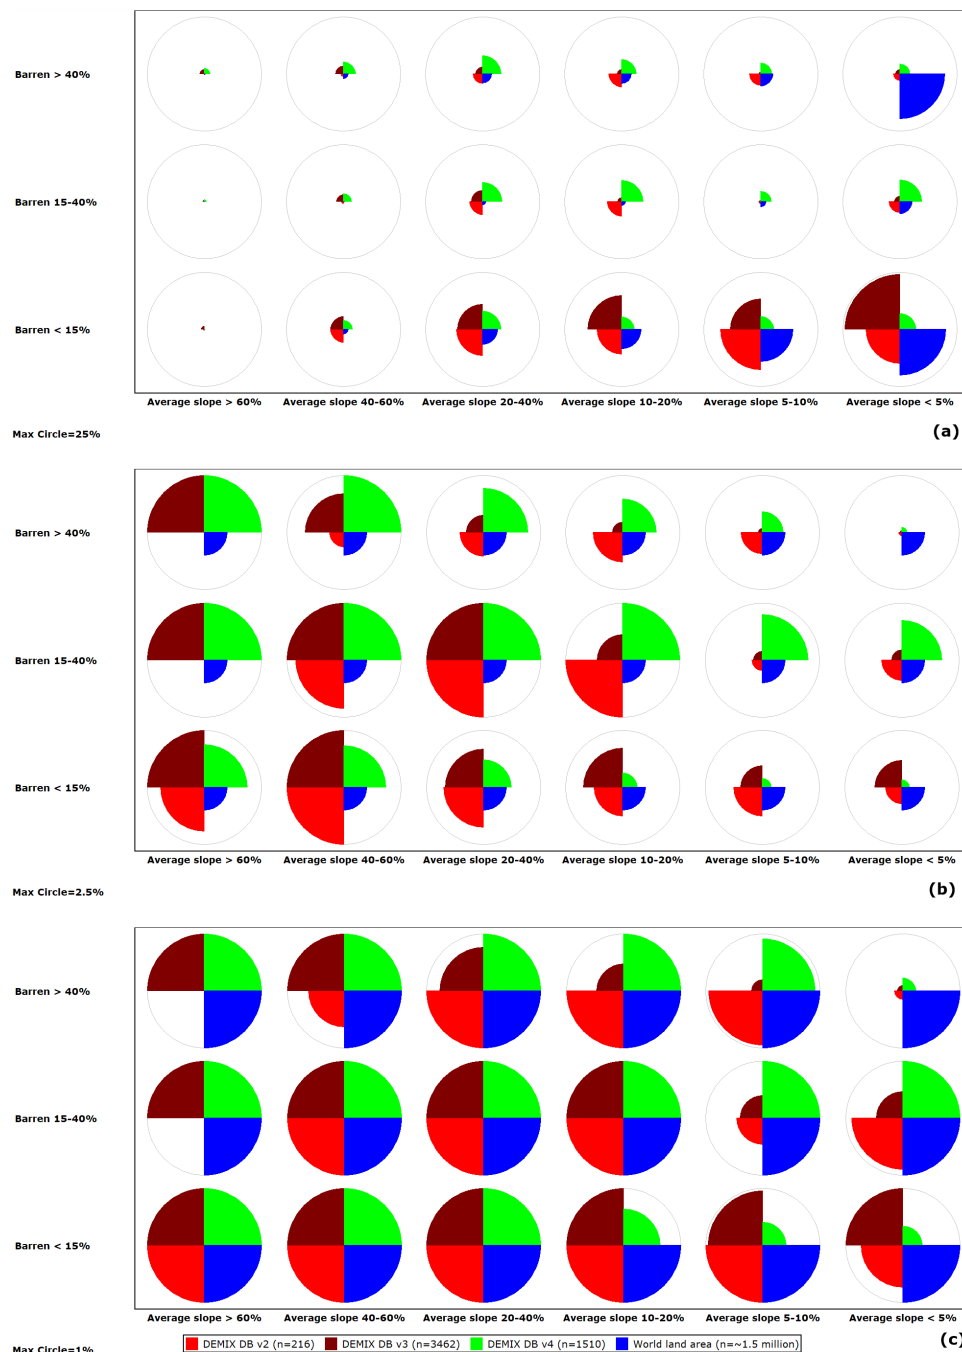 Barren > 40%
Barren 15-40%
Barren < 15%
Average slope > 60% Average slope 40-60% Average slope 20-40% Average slope 10-20% Average slope 5-10% Average slope < 5%
Max Circle=25% (a)
Barren > 40%
Barren 15-40%
Barren < 15%
Average slope > 60% Average slope 40-60% Average slope 20-40% Average slope 10-20% Average slope 5-10% Average slope < 5%
Max Circle=2.5% (b)
Barren > 40%
Barren 15-40%
Barren < 15%
Average slope > 60% Average slope 40-60% Average slope 20-40% Average slope 10-20% Average slope 5-10% Average slope < 5%
Max Circle=1% DEMIX DB v2 (n=216) DEMIX DB v3 (n=3462) DEMIX DB v4 (n=1510) World land area (n=~1.5 million) (c)